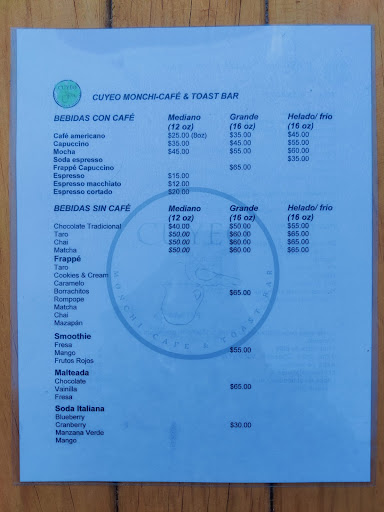 CUYEO MONCHI-CAFÉ & TOAST BAR
BEBIDAS CON CAFÉ Mediano (12 oz) Grande (16 oz) Helado/ frío (16 oz)
Café americano $25.00 (8oz) $35.00 $45.00
Capuccino $35.00 $45.00 $55.00
Mocha $45.00 $55.00 $60.00
Soda espresso $35.00
Frappé Capuccino $65.00
Espresso $15.00
Espresso macchiato $12.00
Espresso cortado $20.00
BEBIDAS SIN CAFÉ Mediano (12 oz) Grande (16 oz) Helado/ frío (16 oz)
Chocolate Tradicional $40.00 $50.00 $55.00
Taro $50.00 $60.00 $65.00
Chai $50.00 $60.00 $65.00
Matcha $50.00 $60.00 $65.00
Frappé
Taro
Cookies & Cream
Caramelo
Borrachitos $65.00
Rompope
Matcha
Chai
Mazapán
Smoothie
Fresa
Mango $55.00
Frutos Rojos
Malteada
Chocolate
Vainilla $65.00
Fresa
Soda Italiana
Blueberry
Cranberry $30.00
Manzana Verde
Mango
CUYEO
MONCHI-CAFE & TOAST BAR